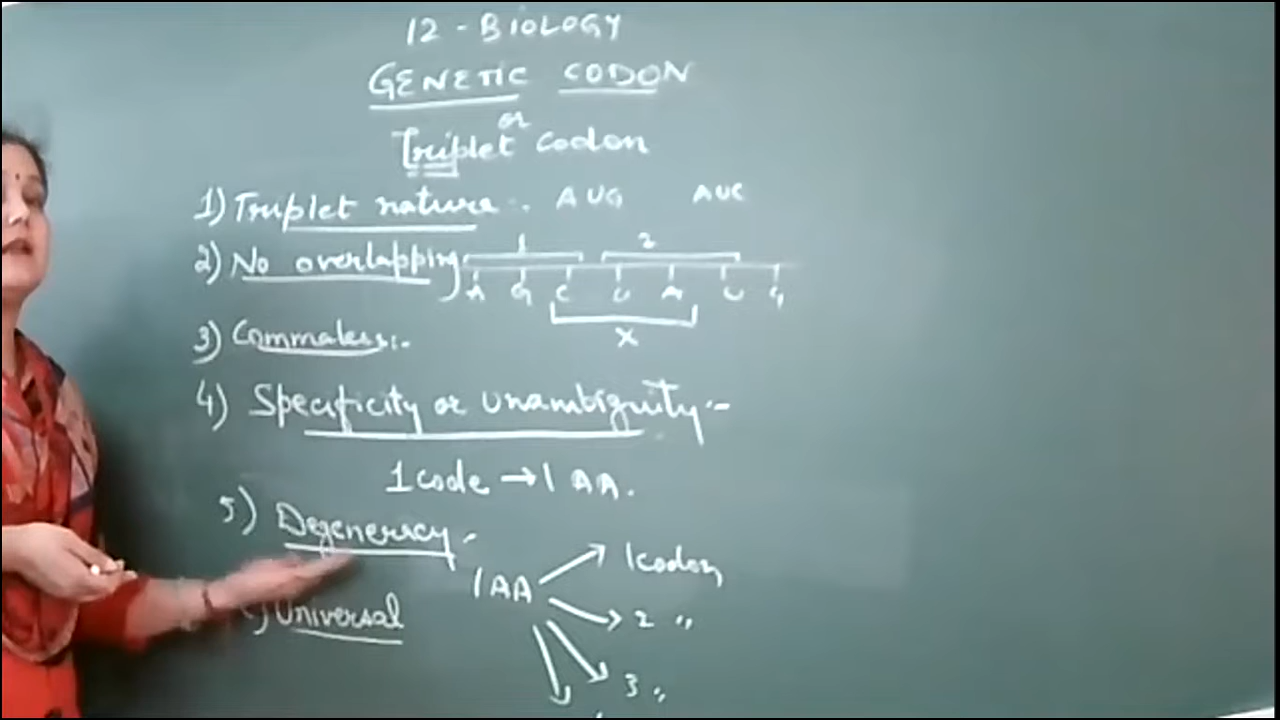 12 - BIOLOGY
GENETIC CODON
or
Triplet codon
1) Triplet nature :. AUG AUC
2) No overlapping
1 2
A G C U A U G
X
3) Commaless :-
4) Specificity or unambiguity :-
1 code → 1 AA.
5) Degeneracy -
1 AA
1 codon
2 "
3 "
) Universal